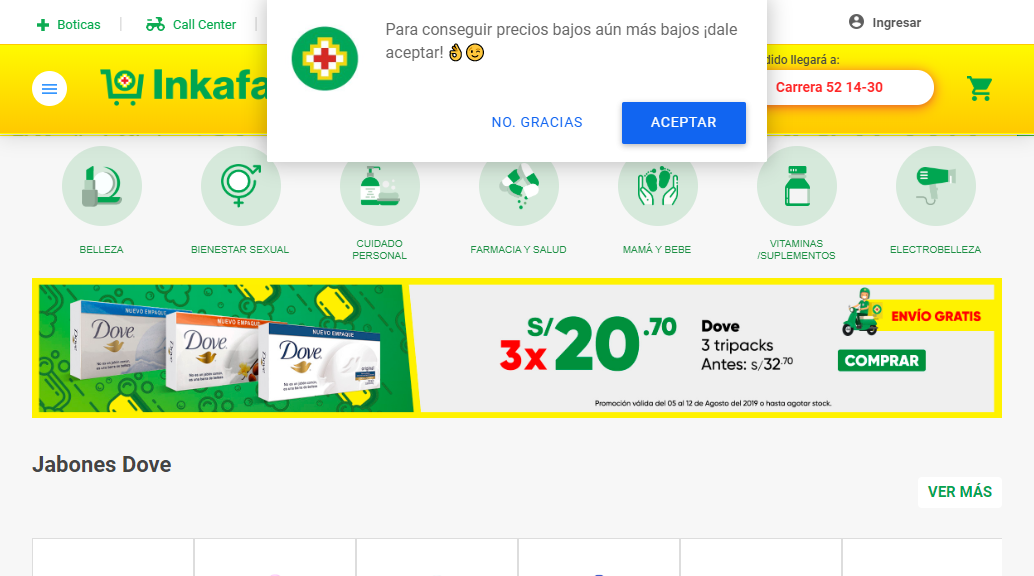 Boticas
Call Center
Para conseguir precios bajos aún más bajos ¡dale
aceptar! 👌😉
NO. GRACIAS
ACEPTAR
Ingresar
Inkafa
dido llegará a:
Carrera 52 14-30
BELLEZA
BIENESTAR SEXUAL
CUIDADO
PERSONAL
FARMACIA Y SALUD
MAMÁ Y BEBE
VITAMINAS
/SUPLEMENTOS
ELECTROBELLEZA
NUEVO EMPAQUE
Dove
NUEVO EMPAQUE
Dove
NUEVO EMPAQUE
Dove
original
3x
S/20.70
Dove
3 tripacks
Antes: s/32.70
ENVÍO GRATIS
COMPRAR
Promoción válida del 05 al 12 de Agosto del 2019 o hasta agotar stock.
Jabones Dove
VER MÁS